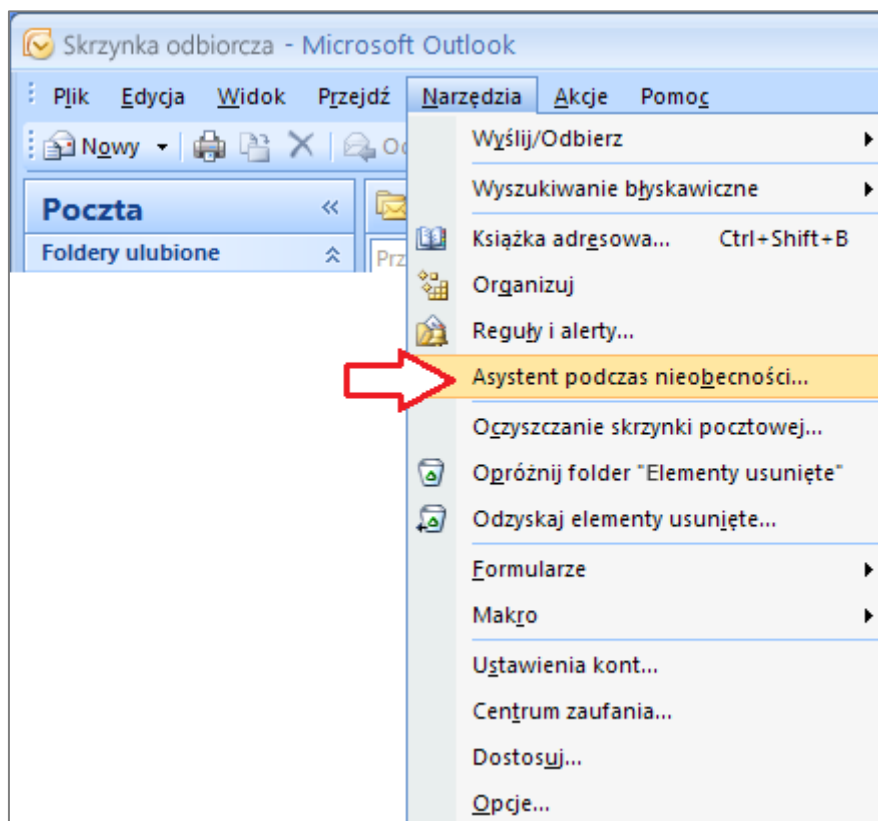 Skrzynka odbiorcza - Microsoft Outlook
Plik Edycja Widok Przejdź Narzędzia Akcje Pomoc
Nowy
Poczta
Foldery ulubione
Wyślij/Odbierz
Wyszukiwanie błyskawiczne
Książka adresowa... Ctrl+Shift+B
Organizuj
Reguły i alerty...
Asystent podczas nieobecności...
Oczyszczanie skrzynki pocztowej...
Opróżnij folder "Elementy usunięte"
Odzyskaj elementy usunięte...
Formularze
Makro
Ustawienia kont...
Centrum zaufania...
Dostosuj...
Opcje...